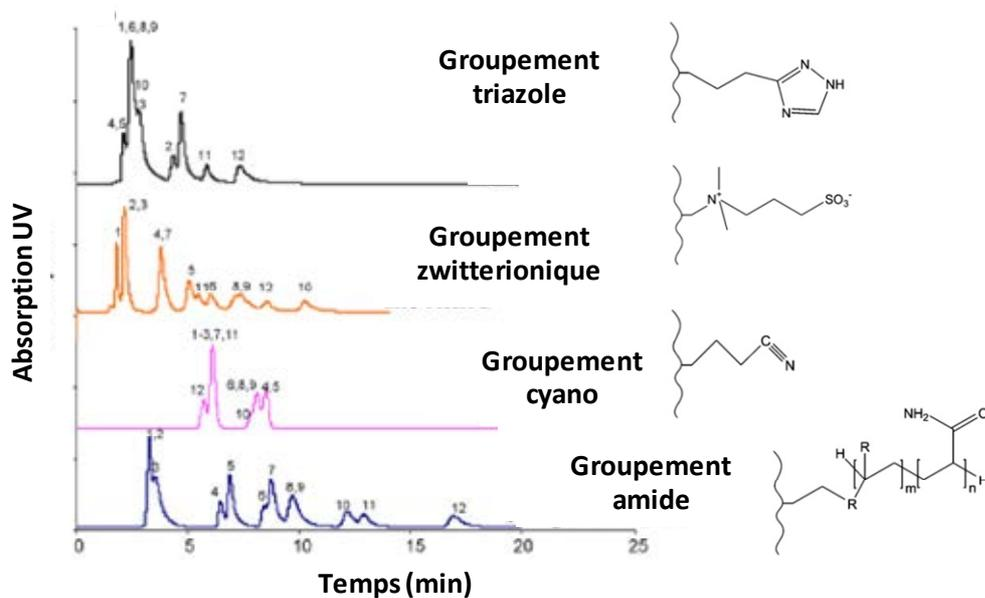 Absorption UV
1,6,8,9
10
3
4,5
2
7
11
12
Groupement
triazole
N
NH
N
1
2,3
4,7
5
6
8,9
12
10
Groupement
zwitterionique
N+
SO3-
1-3,7,11
12
6,8,9
4,5
10
Groupement
cyano
C
N
1,2
3
4
5
6
7
8,9
10
11
12
Groupement
amide
NH2
O
H
R
m
n
H
R
0
5
10
15
20
25
Temps (min)